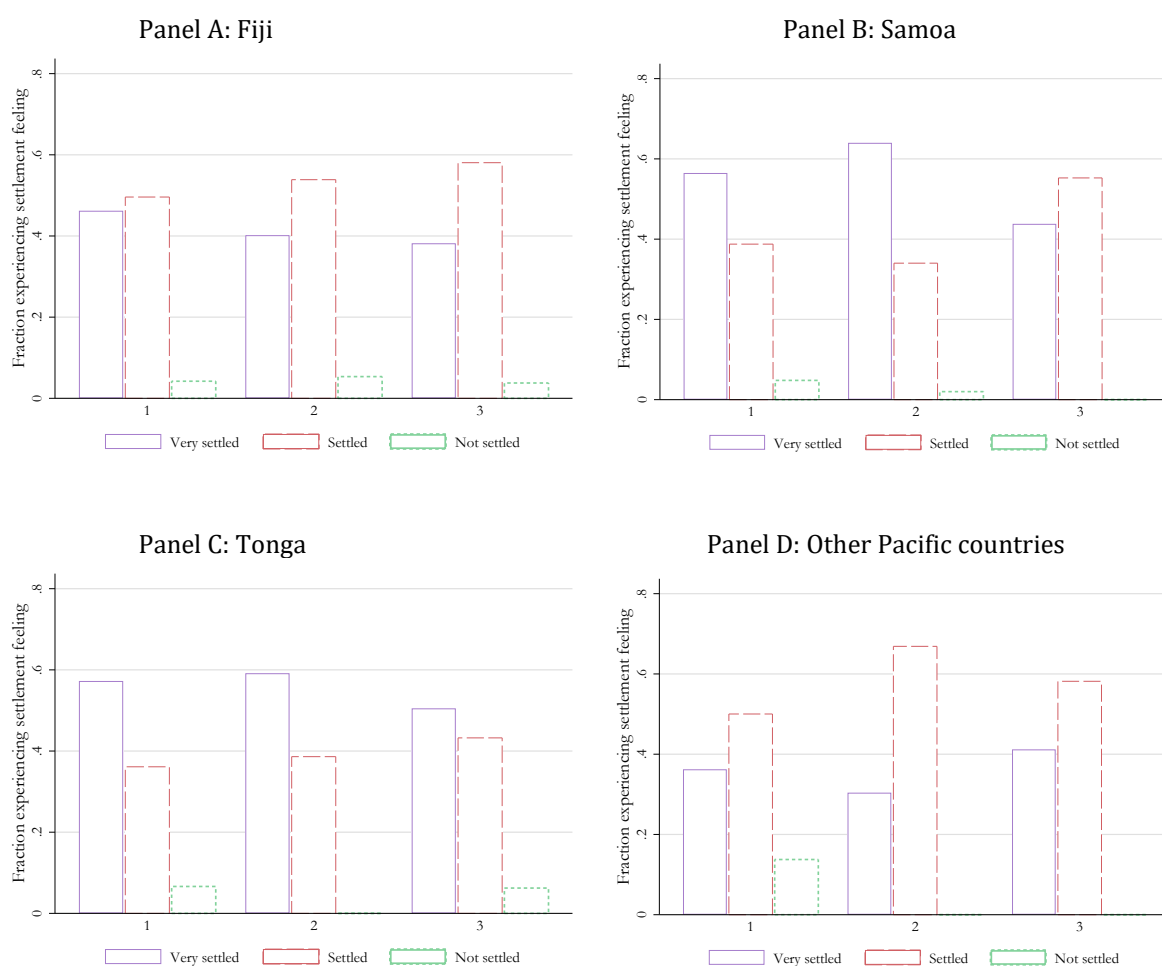 Panel A: Fiji
Fraction experiencing settlement feeling
.8
.6
.4
.2
0
1 2 3
Very settled Settled Not settled
Panel B: Samoa
Fraction experiencing settlement feeling
.8
.6
.4
.2
0
1 2 3
Very settled Settled Not settled
Panel C: Tonga
Fraction experiencing settlement feeling
.8
.6
.4
.2
0
1 2 3
Very settled Settled Not settled
Panel D: Other Pacific countries
Fraction experiencing settlement feeling
.8
.6
.4
.2
0
1 2 3
Very settled Settled Not settled